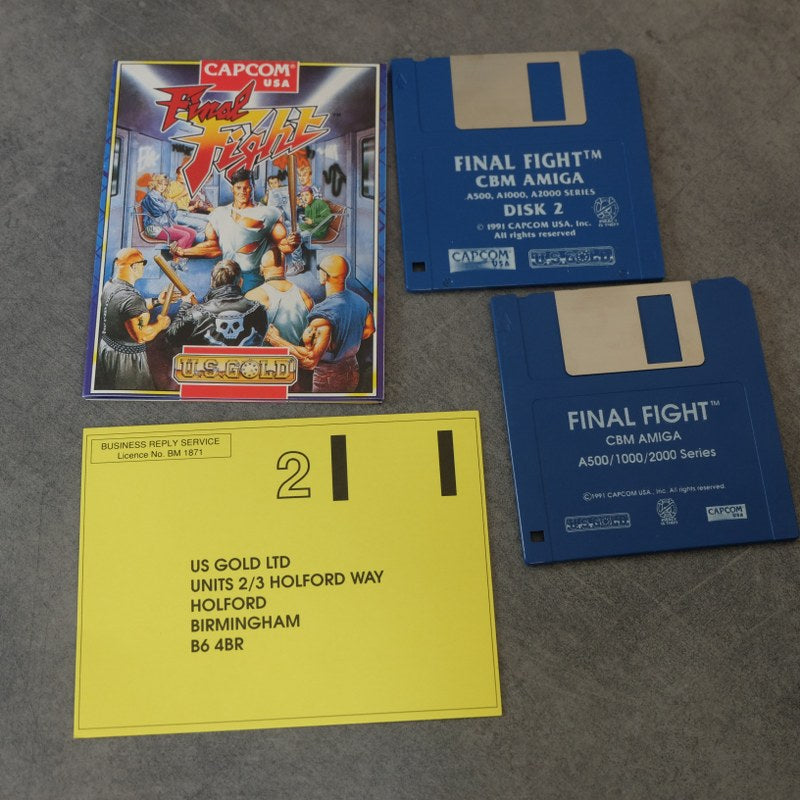 CAPCOM®
USA
Final
Fight™
U.S. GOLD®
FINAL FIGHT™
CBM AMIGA
A500, A1000, A2000 SERIES
DISK 2
© 1991 CAPCOM USA, Inc.
All rights reserved
CAPCOM
USA
U.S. GOLD
FINAL FIGHT™
CBM AMIGA
A500/1000/2000 Series
©1991 CAPCOM USA., Inc. All rights reserved.
U.S. GOLD
CAPCOM
USA
BUSINESS REPLY SERVICE
Licence No. BM 1871
2
US GOLD LTD
UNITS 2/3 HOLFORD WAY
HOLFORD
BIRMINGHAM
B6 4BR